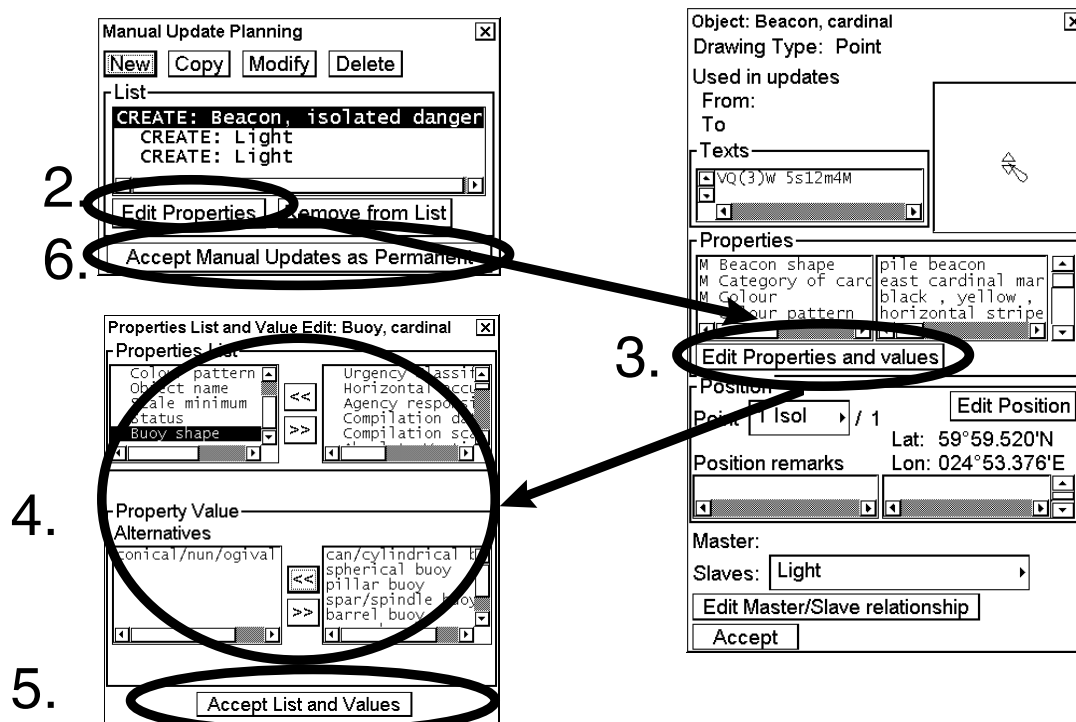 Manual Update Planning
New Copy Modify Delete
List
CREATE: Beacon, isolated danger
CREATE: Light
CREATE: Light
2.
Edit Properties Remove from List
6.
Accept Manual Updates as Permanent
Properties List and Value Edit: Buoy, cardinal
Properties List
Colour pattern
Object name
Scale minimum
Status
Buoy shape
<<
>>
Urgency classif
Horizontal accu
Agency responsi
Compilation da
Compilation sca
4.
Property Value
Alternatives
conical/nun/ogival
<<
>>
can/cylindrical b
spherical buoy
pillar buoy
spar/spindle buoy
barrel buoy
5.
Accept List and Values
Object: Beacon, cardinal
Drawing Type: Point
Used in updates
From:
To
Texts
VQ(3)W 5s12m4M
Properties
M Beacon shape pile beacon
M Category of card east cardinal mar
M Colour black , yellow ,
Colour pattern horizontal stripe
3.
Edit Properties and values
Position
Point 1 Isol / 1
Edit Position
Lat: 59°59.520'N
Position remarks Lon: 024°53.376'E
Master:
Slaves: Light
Edit Master/Slave relationship
Accept